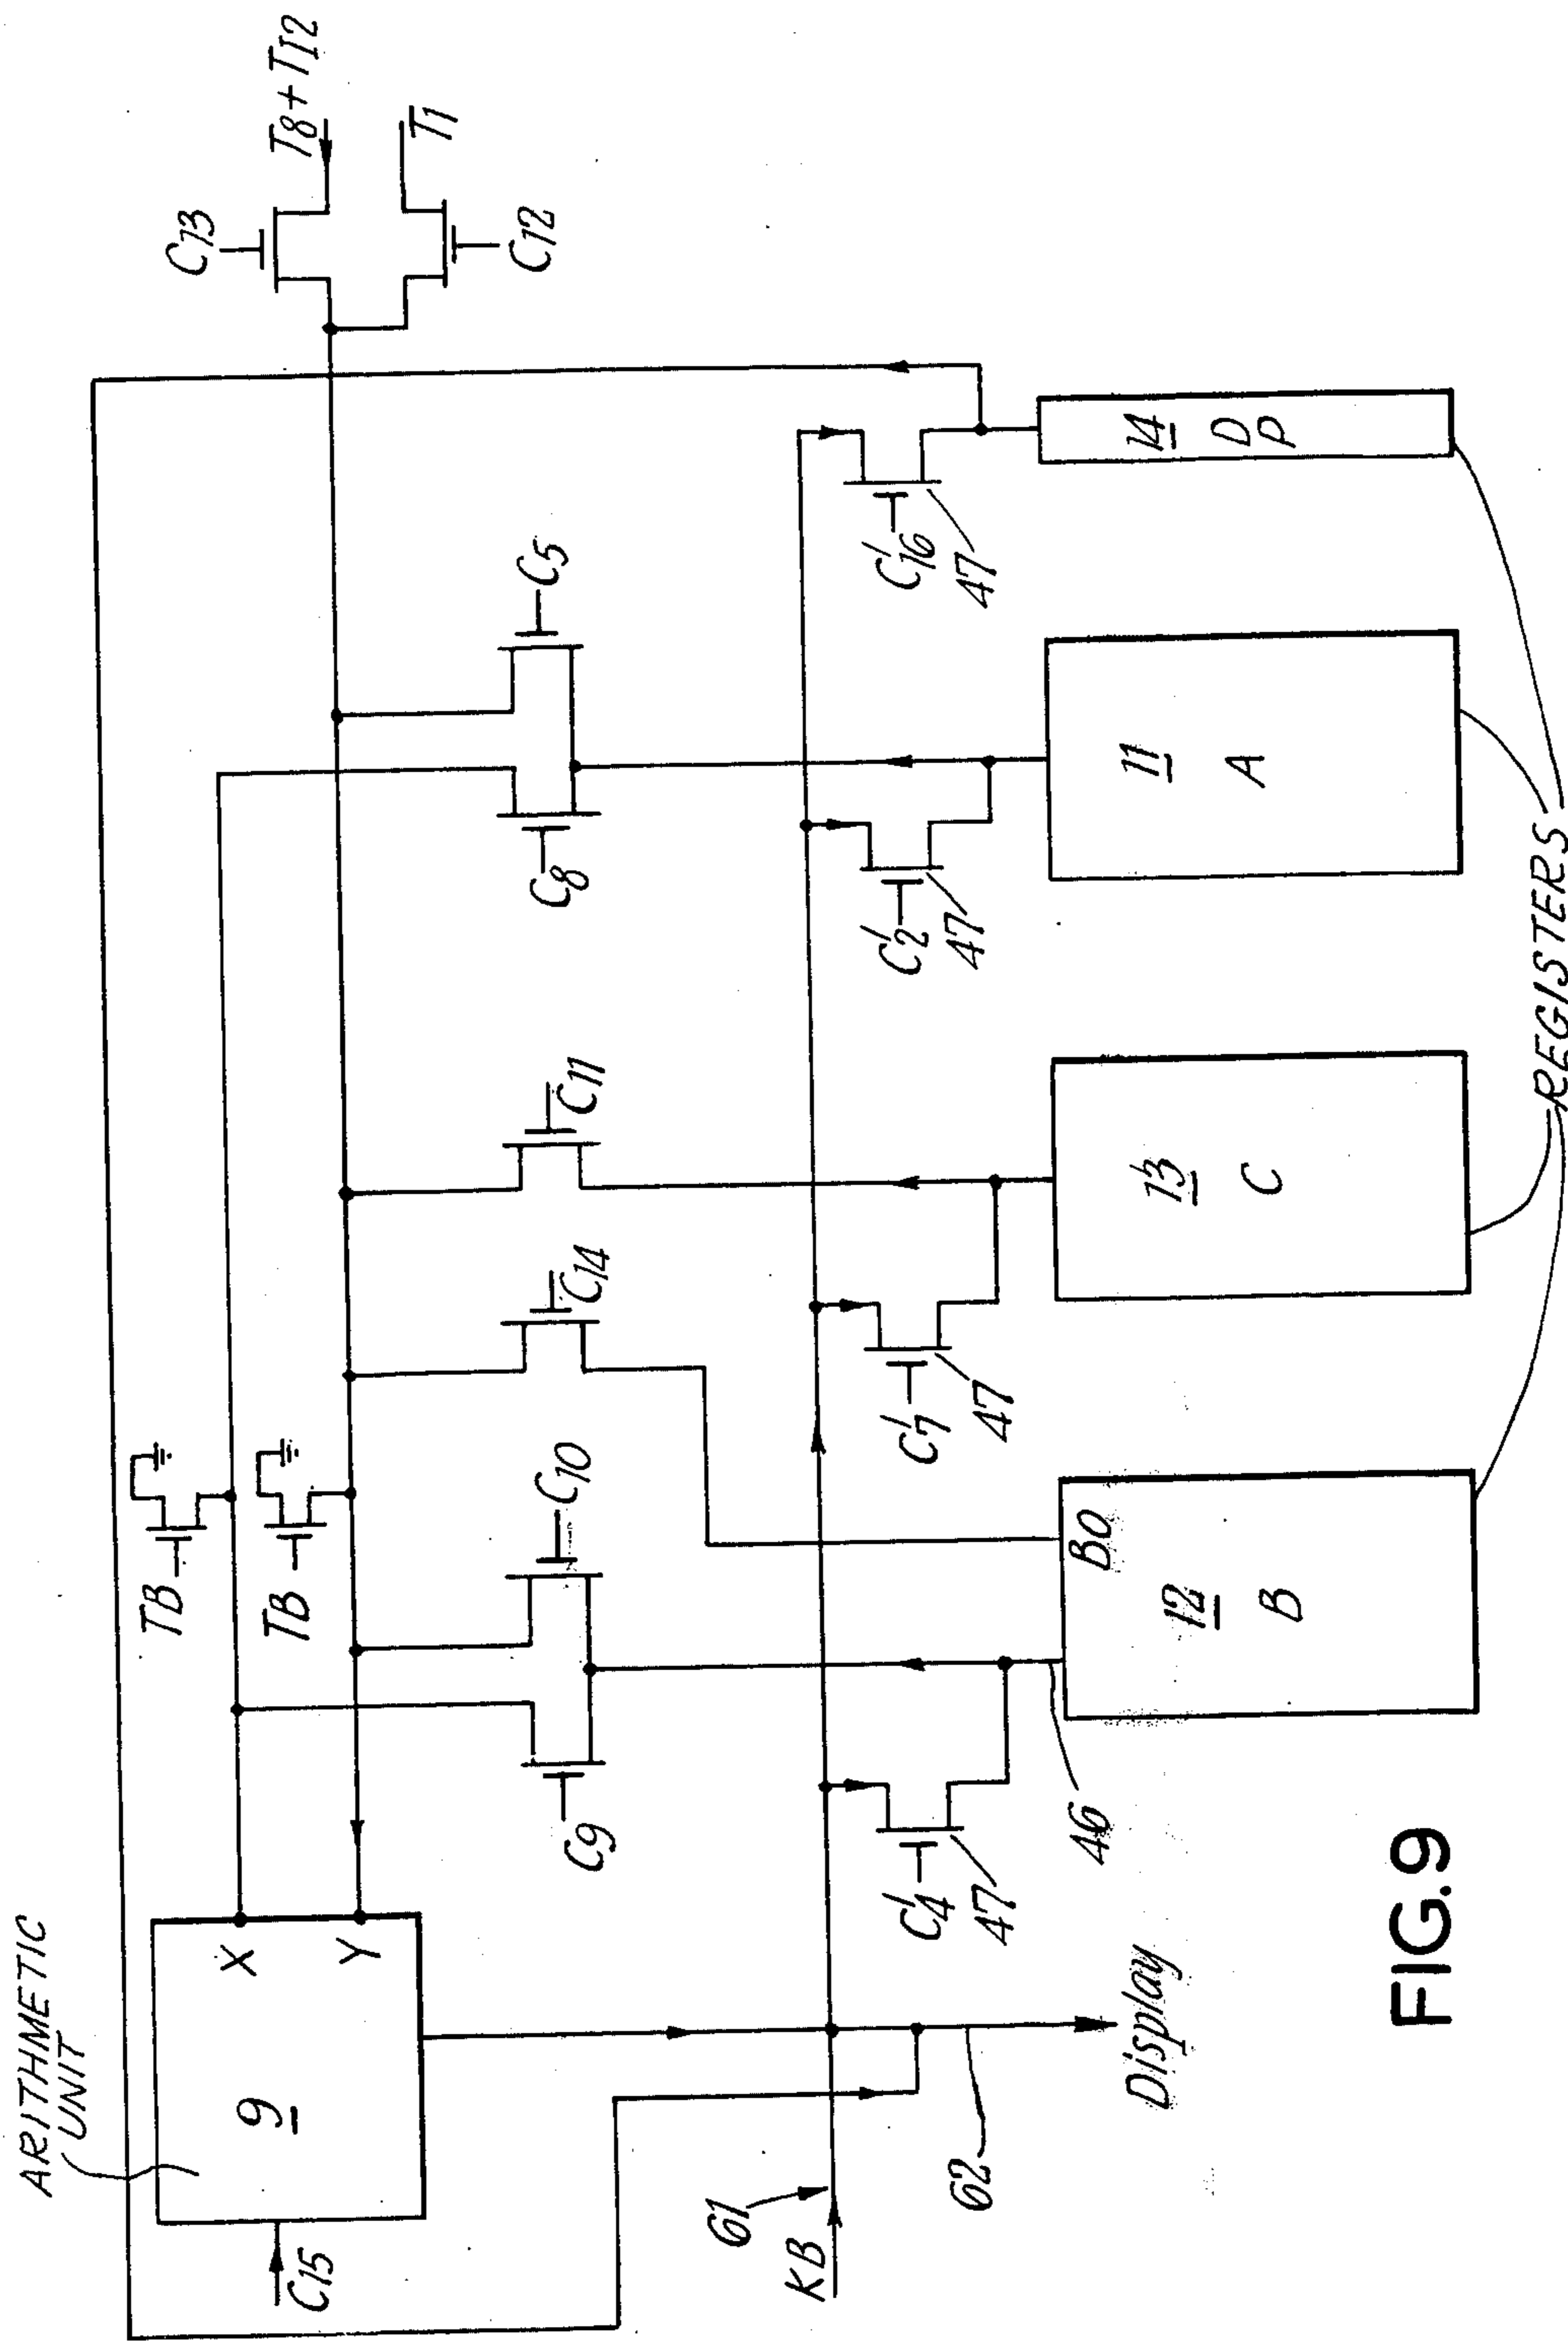 ARITHMETIC
UNIT
9
X
Y
C15
TB
TB
C13
T8+T12
C12
T1
C9
C10
C14
C11
C8
C5
61
KB
62
Display
C'4
47
C'7
47
C'2
47
C'16
47
46
12
B
BO
13
C
11
A
14
D
P
REGISTERS
FIG.9